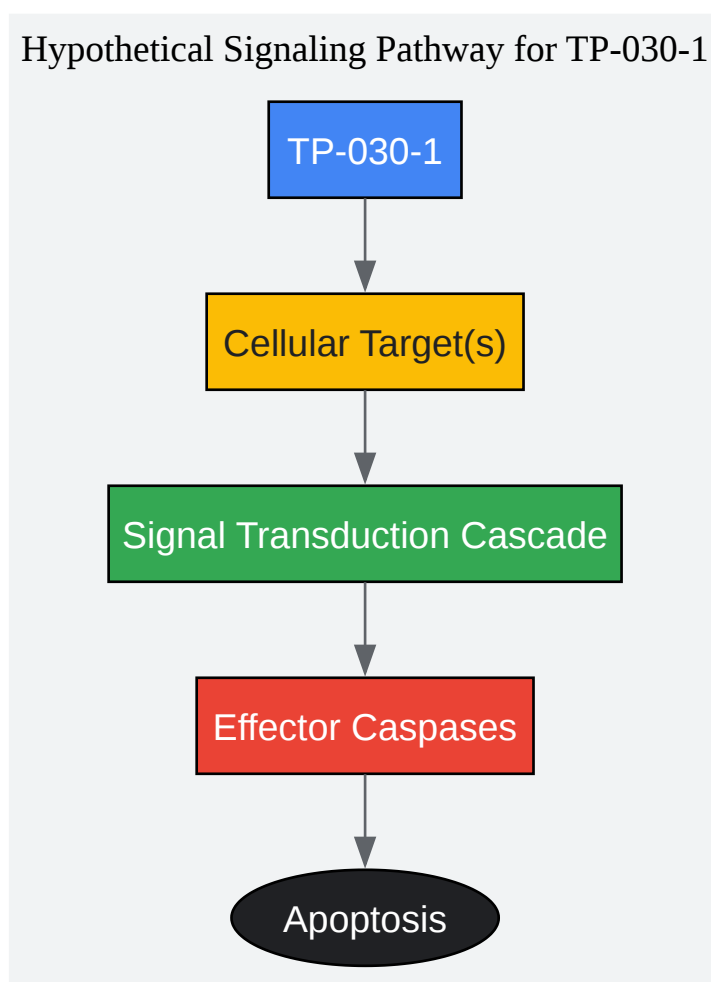 Hypothetical Signaling Pathway for TP-030-1
TP-030-1
Cellular Target(s)
Signal Transduction Cascade
Effector Caspases
Apoptosis